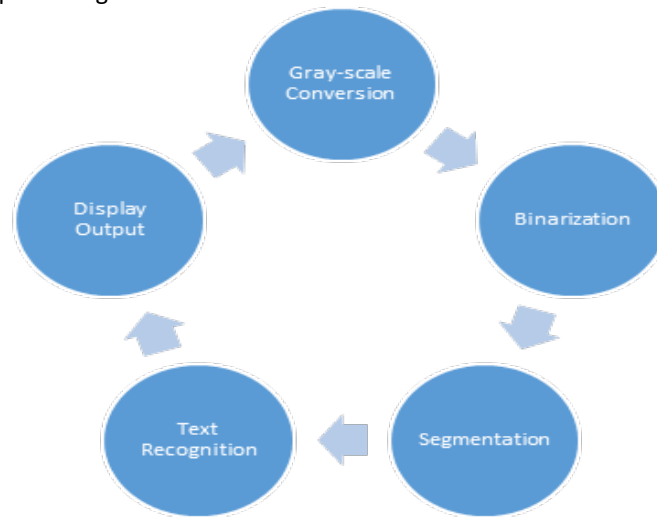 Gray-scale
Conversion
Binarization
Segmentation
Text
Recognition
Display
Output